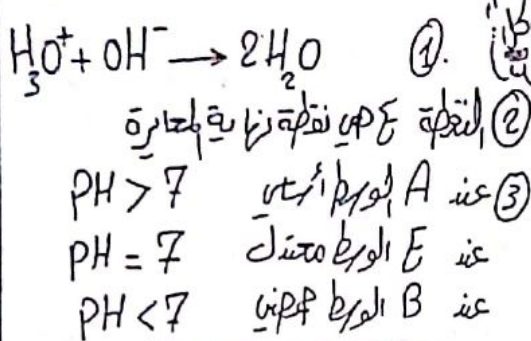 ① H₃O⁺ + OH⁻ → 2H₂O
② النقطة E هي نقطة نهاية المعايرة
③ عند A الوسط أساسي PH > 7
عند E الوسط معتدل PH = 7
عند B الوسط حمضي PH < 7